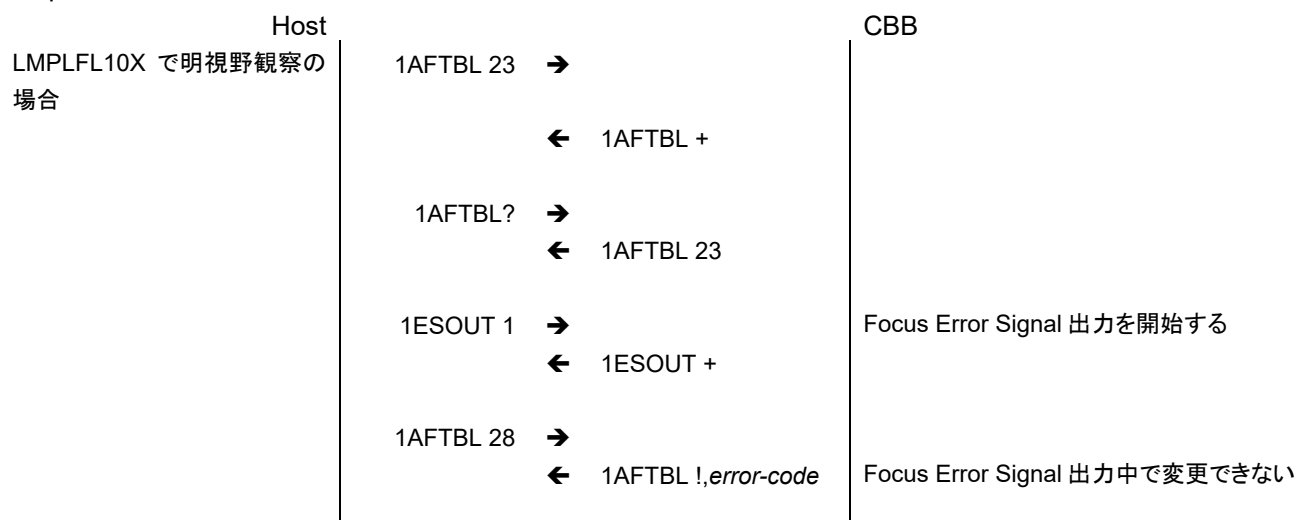 Host CBB
LMPLFL10X で明視野観察の 1AFTBL 23 ➔
場合
🡰 1AFTBL +
1AFTBL? ➔
🡰 1AFTBL 23
1ESOUT 1 ➔ Focus Error Signal 出力を開始する
🡰 1ESOUT +
1AFTBL 28 ➔
🡰 1AFTBL !,error-code Focus Error Signal 出力中で変更できない